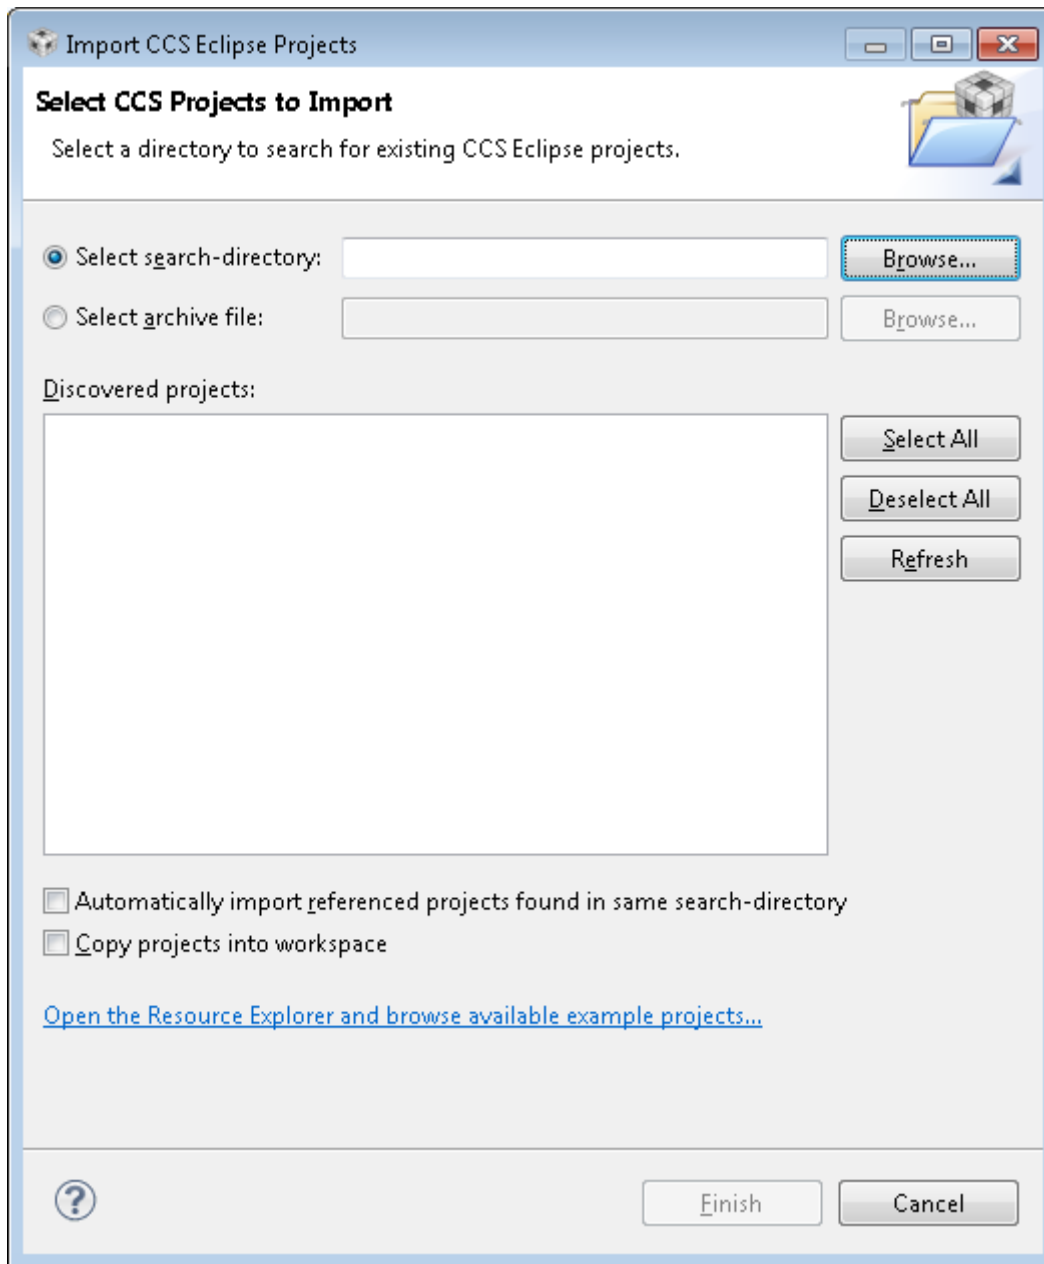 Import CCS Eclipse Projects
Select CCS Projects to Import
Select a directory to search for existing CCS Eclipse projects.
Select search-directory:
Browse...
Select archive file:
Browse...
Discovered projects:
Select All
Deselect All
Refresh
Automatically import referenced projects found in same search-directory
Copy projects into workspace
Open the Resource Explorer and browse available example projects...
?
Finish
Cancel